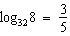 log₃₂8 = 3/5